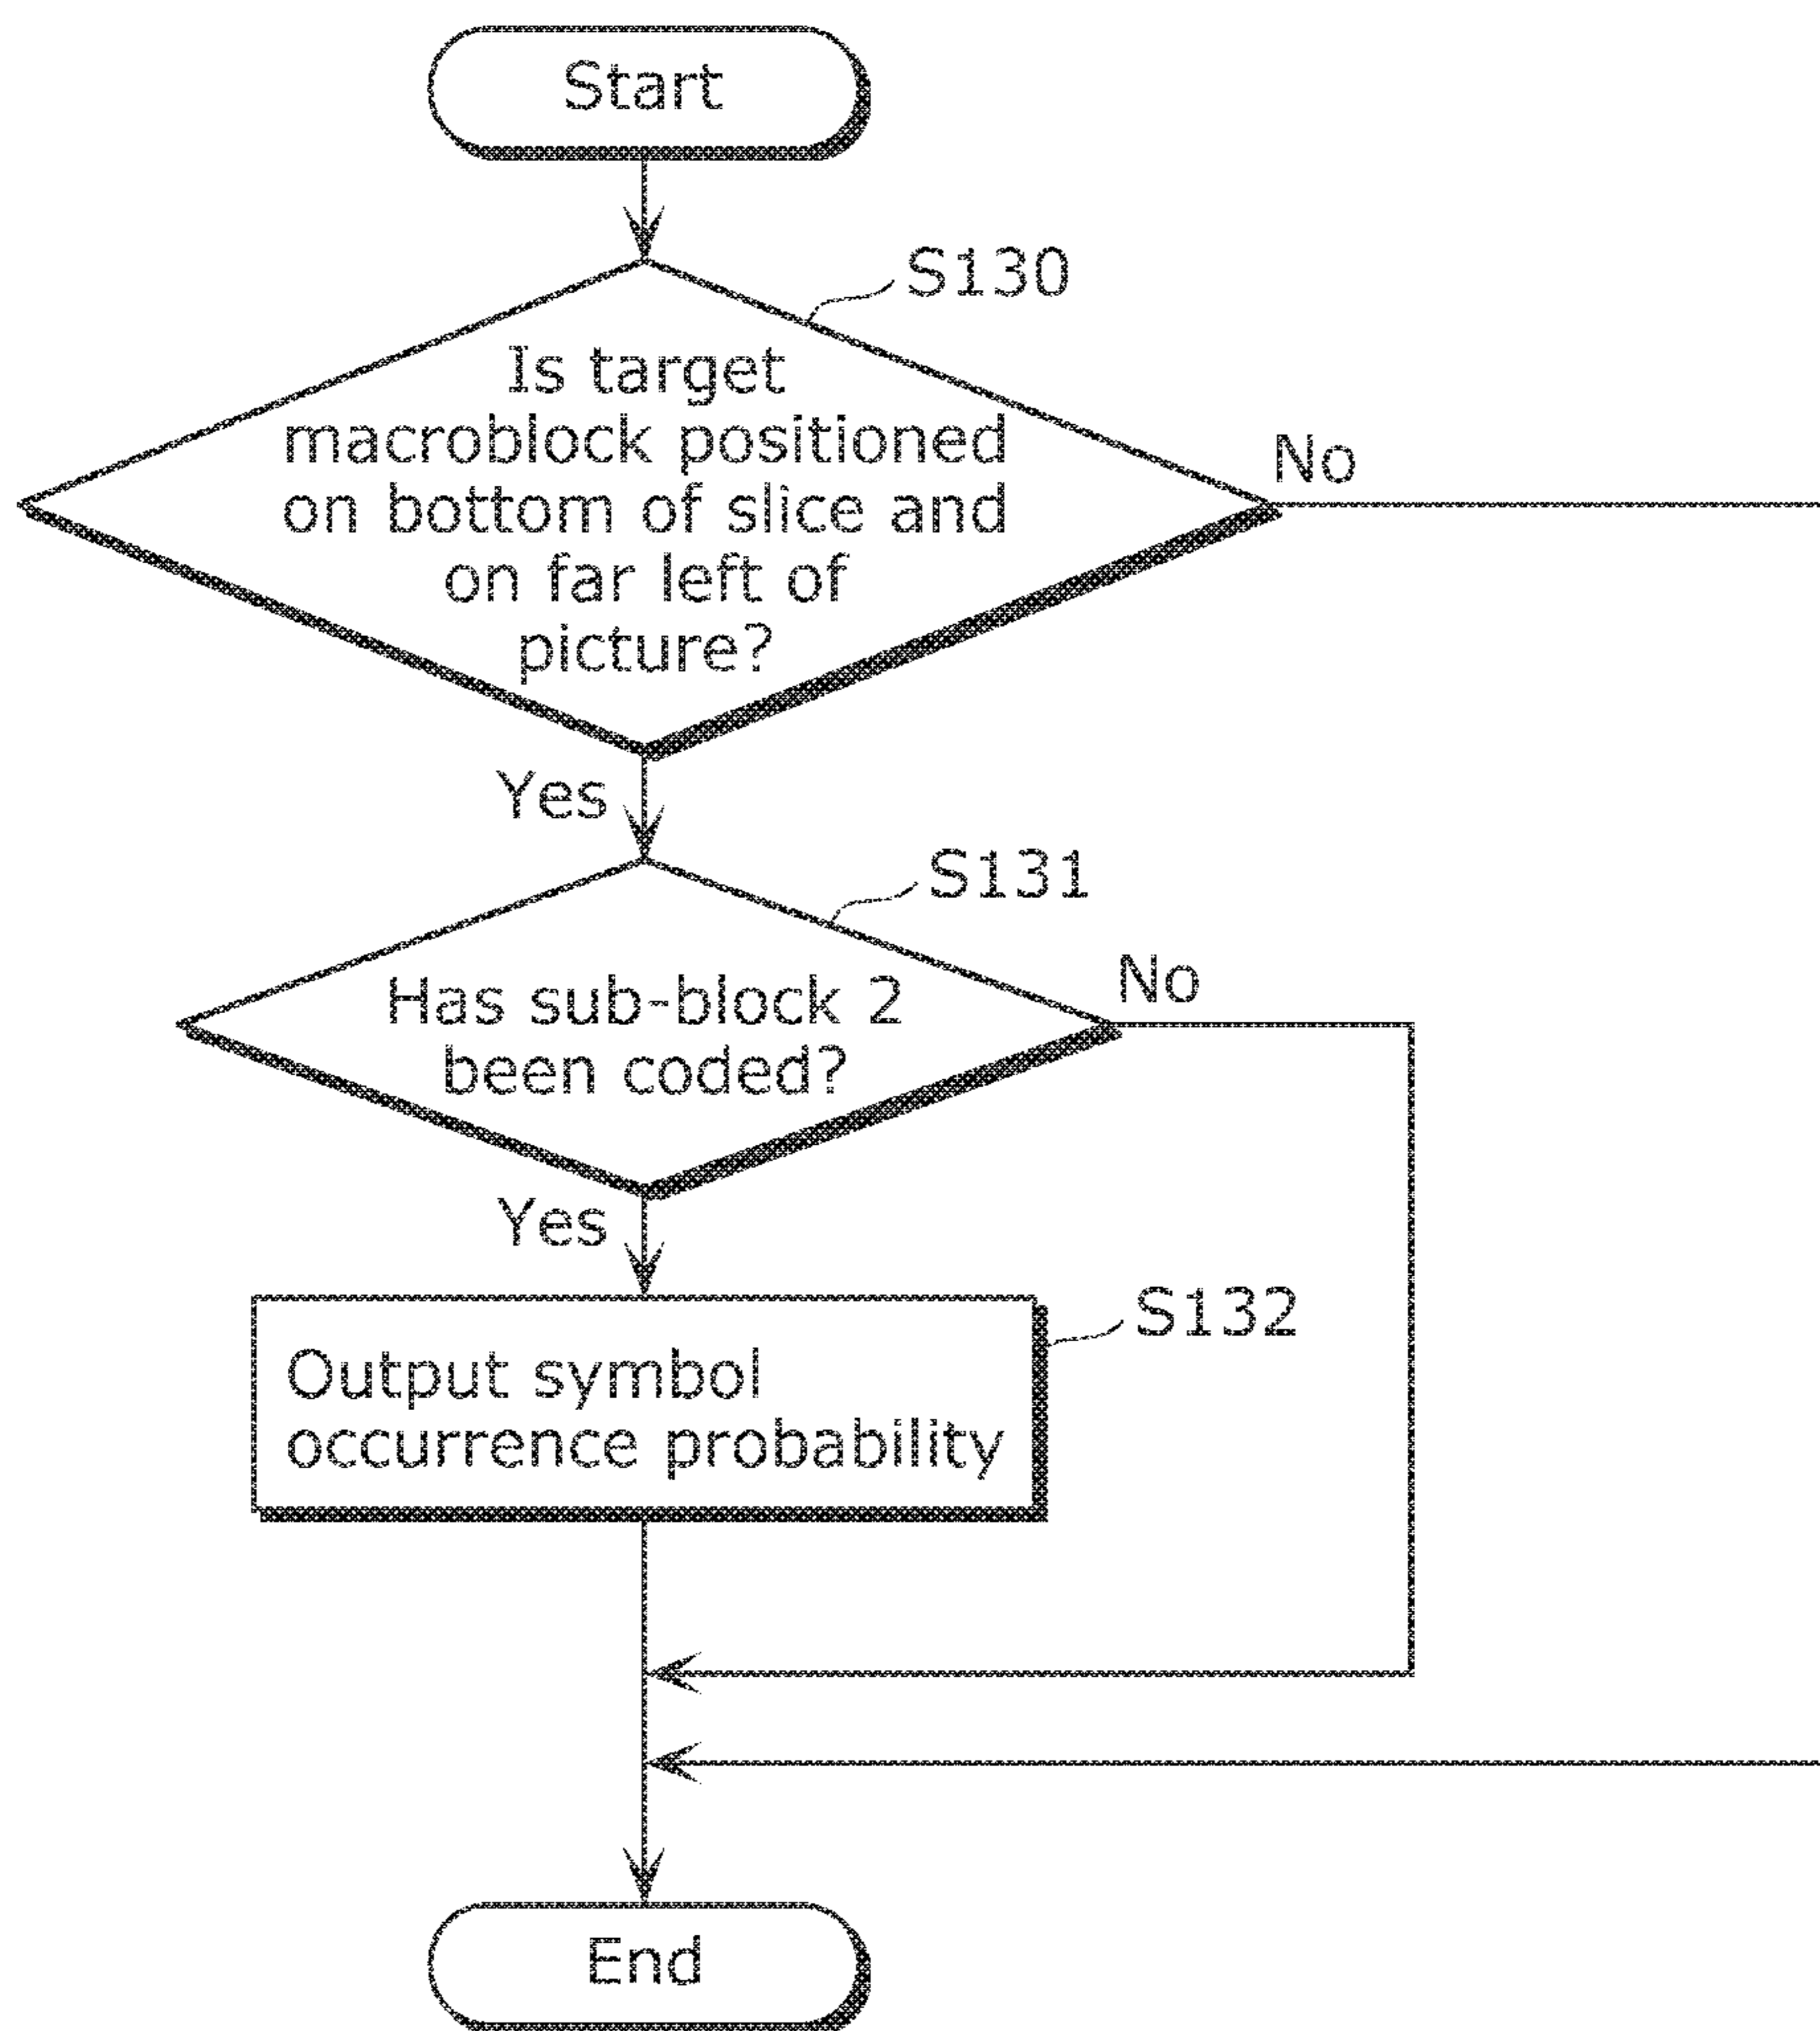 Start
S130
Is target
macroblock positioned
on bottom of slice and
on far left of
picture?
No
Yes
S131
Has sub-block 2
been coded?
No
Yes
S132
Output symbol
occurrence probability
End